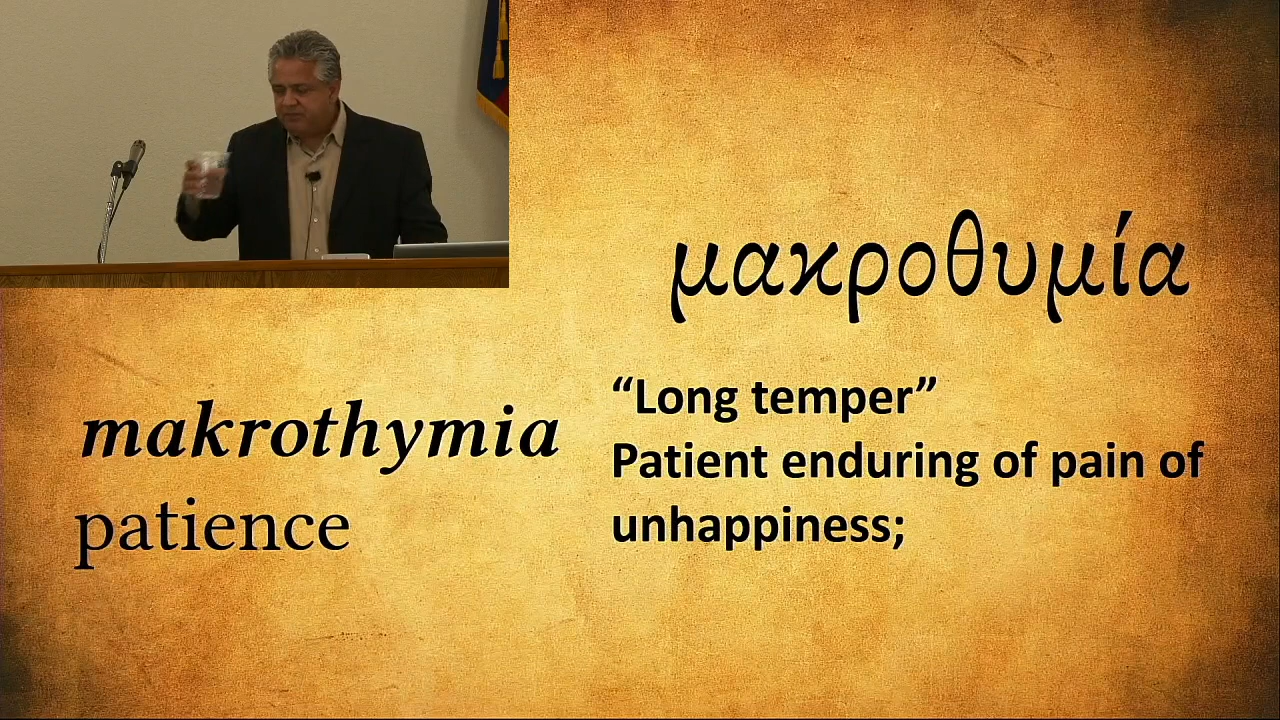 μακροθυμία
makrothymia
patience
“Long temper”
Patient enduring of pain of
unhappiness;